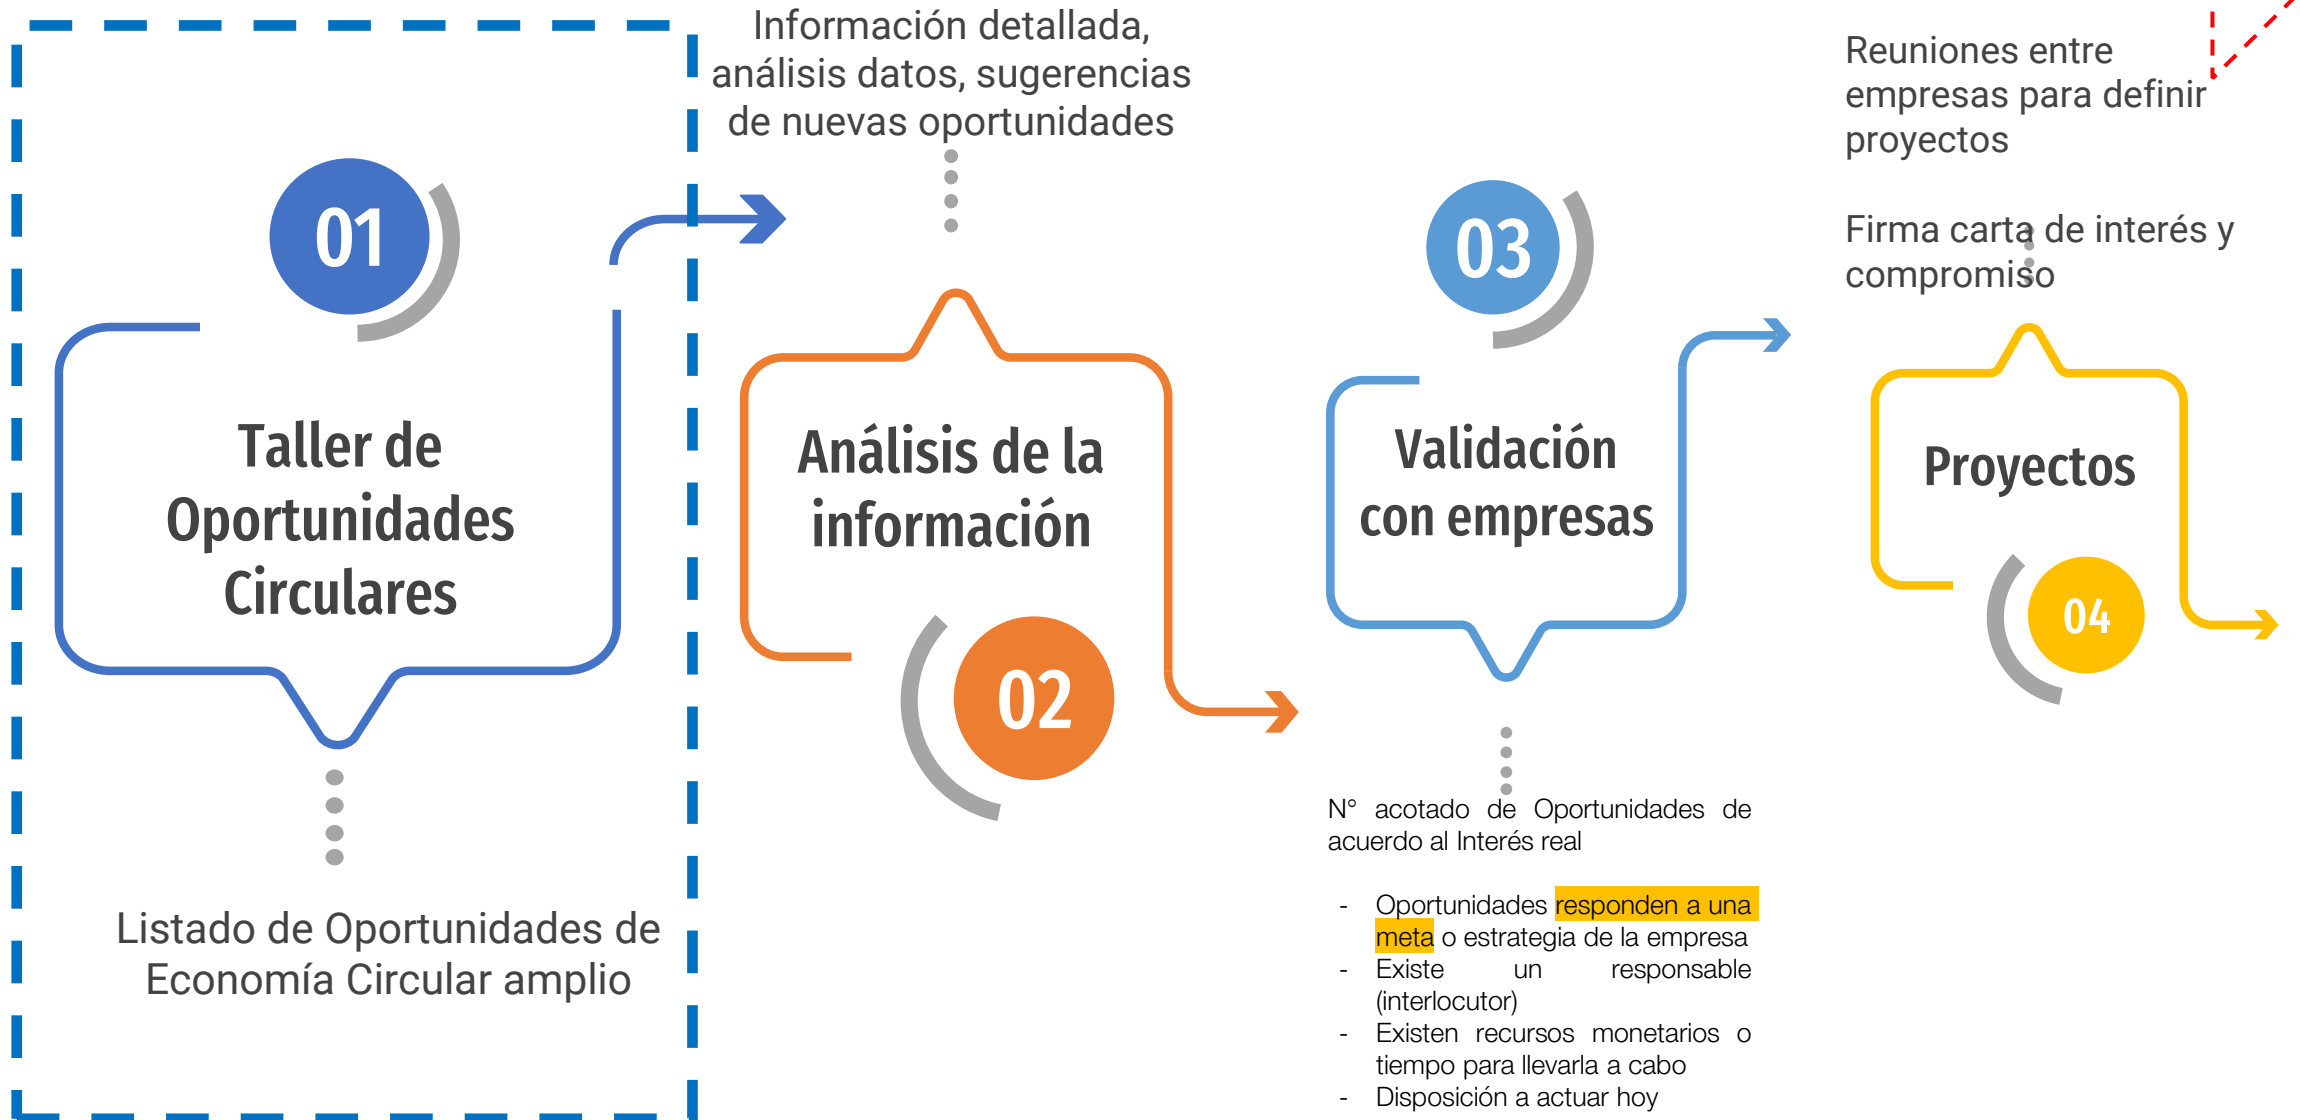 01
Taller de
Oportunidades
Circulares
Listado de Oportunidades de
Economía Circular amplio
Información detallada,
análisis datos, sugerencias
de nuevas oportunidades
Análisis de la
información
02
03
Validación
con empresas
N° acotado de Oportunidades de
acuerdo al Interés real
- Oportunidades responden a una
meta o estrategia de la empresa
- Existe un responsable
(interlocutor)
- Existen recursos monetarios o
tiempo para llevarla a cabo
- Disposición a actuar hoy
Reuniones entre
empresas para definir
proyectos
Firma carta de interés y
compromiso
Proyectos
04